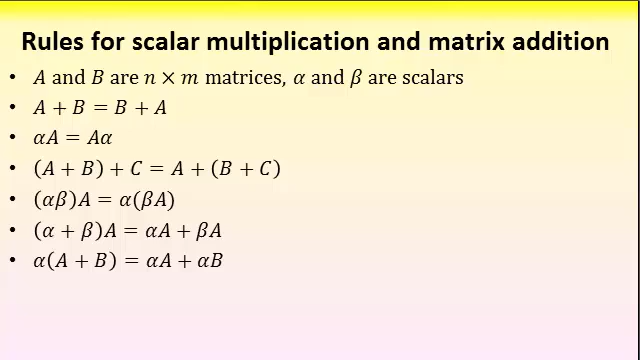 Rules for scalar multiplication and matrix addition
• A and B are n × m matrices, α and β are scalars
• A + B = B + A
• αA = Aα
• (A + B) + C = A + (B + C)
• (αβ)A = α(βA)
• (α + β)A = αA + βA
• α(A + B) = αA + αB